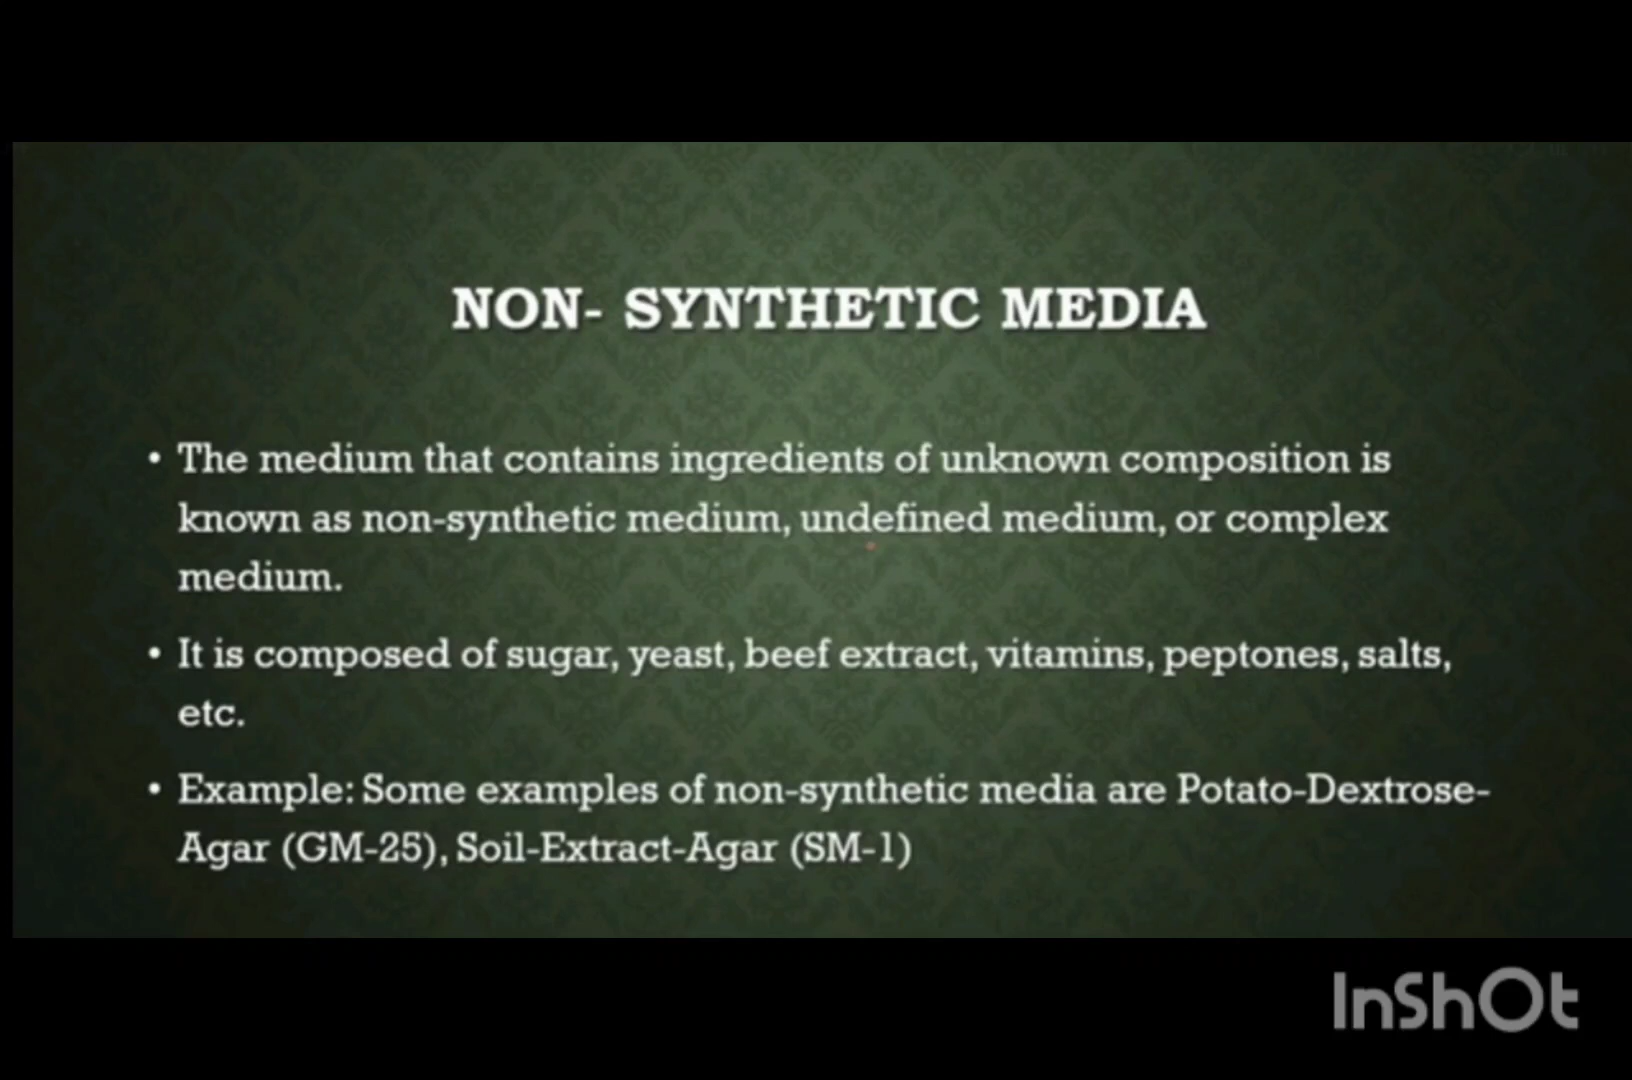 NON- SYNTHETIC MEDIA
• The medium that contains ingredients of unknown composition is
known as non-synthetic medium, undefined medium, or complex
medium.
• It is composed of sugar, yeast, beef extract, vitamins, peptones, salts,
etc.
• Example: Some examples of non-synthetic media are Potato-Dextrose-
Agar (GM-25), Soil-Extract-Agar (SM-1)
InShOt